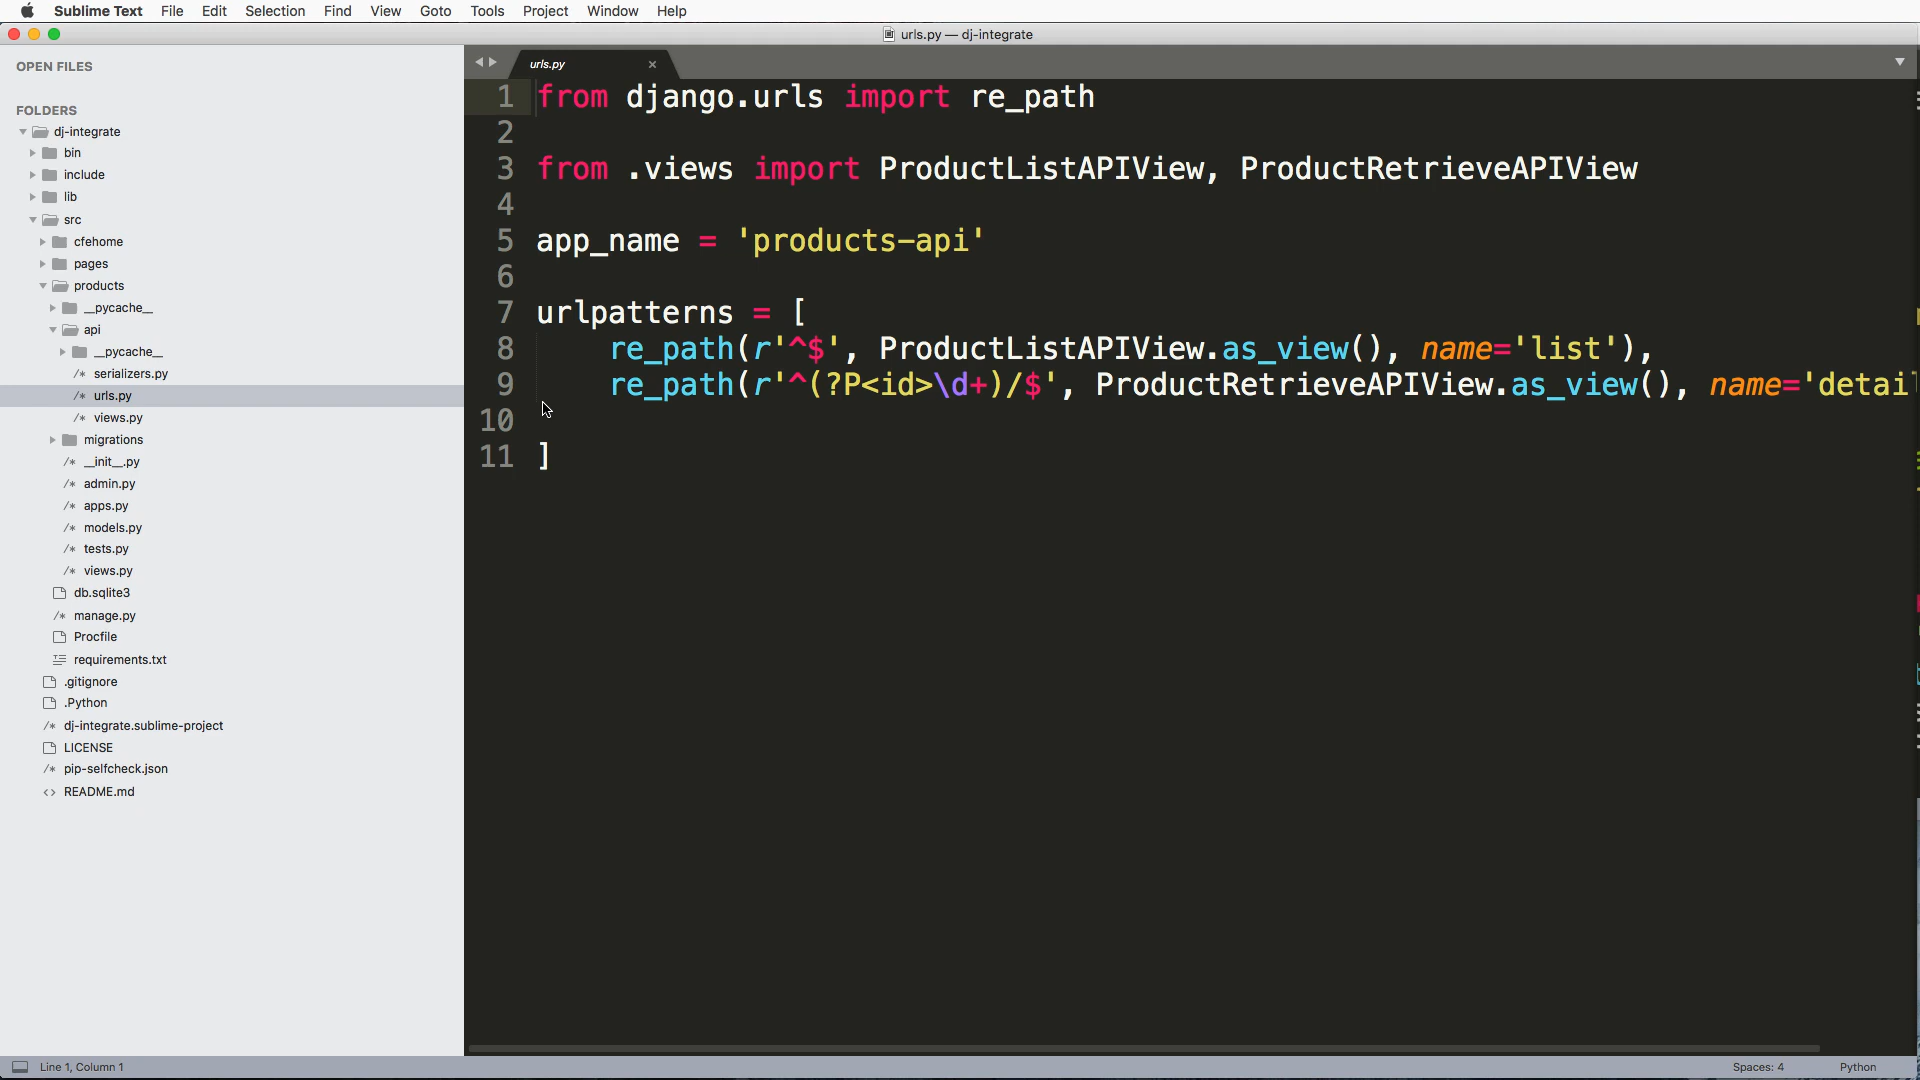 Sublime Text File Edit Selection Find View Goto Tools Project Window Help
urls.py — dj-integrate
OPEN FILES
FOLDERS
dj-integrate
bin
include
lib
src
cfehome
pages
products
__pycache__
api
__pycache__
/* serializers.py
/* urls.py
/* views.py
migrations
/* __init__.py
/* admin.py
/* apps.py
/* models.py
/* tests.py
/* views.py
db.sqlite3
/* manage.py
Procfile
requirements.txt
.gitignore
.Python
/* dj-integrate.sublime-project
LICENSE
/* pip-selfcheck.json
<> README.md
urls.py ×
1 from django.urls import re_path
2
3 from .views import ProductListAPIView, ProductRetrieveAPIView
4
5 app_name = 'products-api'
6
7 urlpatterns = [
8 re_path(r'^$', ProductListAPIView.as_view(), name='list'),
9 re_path(r'^(?P<id>\d+)/$', ProductRetrieveAPIView.as_view(), name='detai
10
11 ]
Line 1, Column 1
Spaces: 4 Python